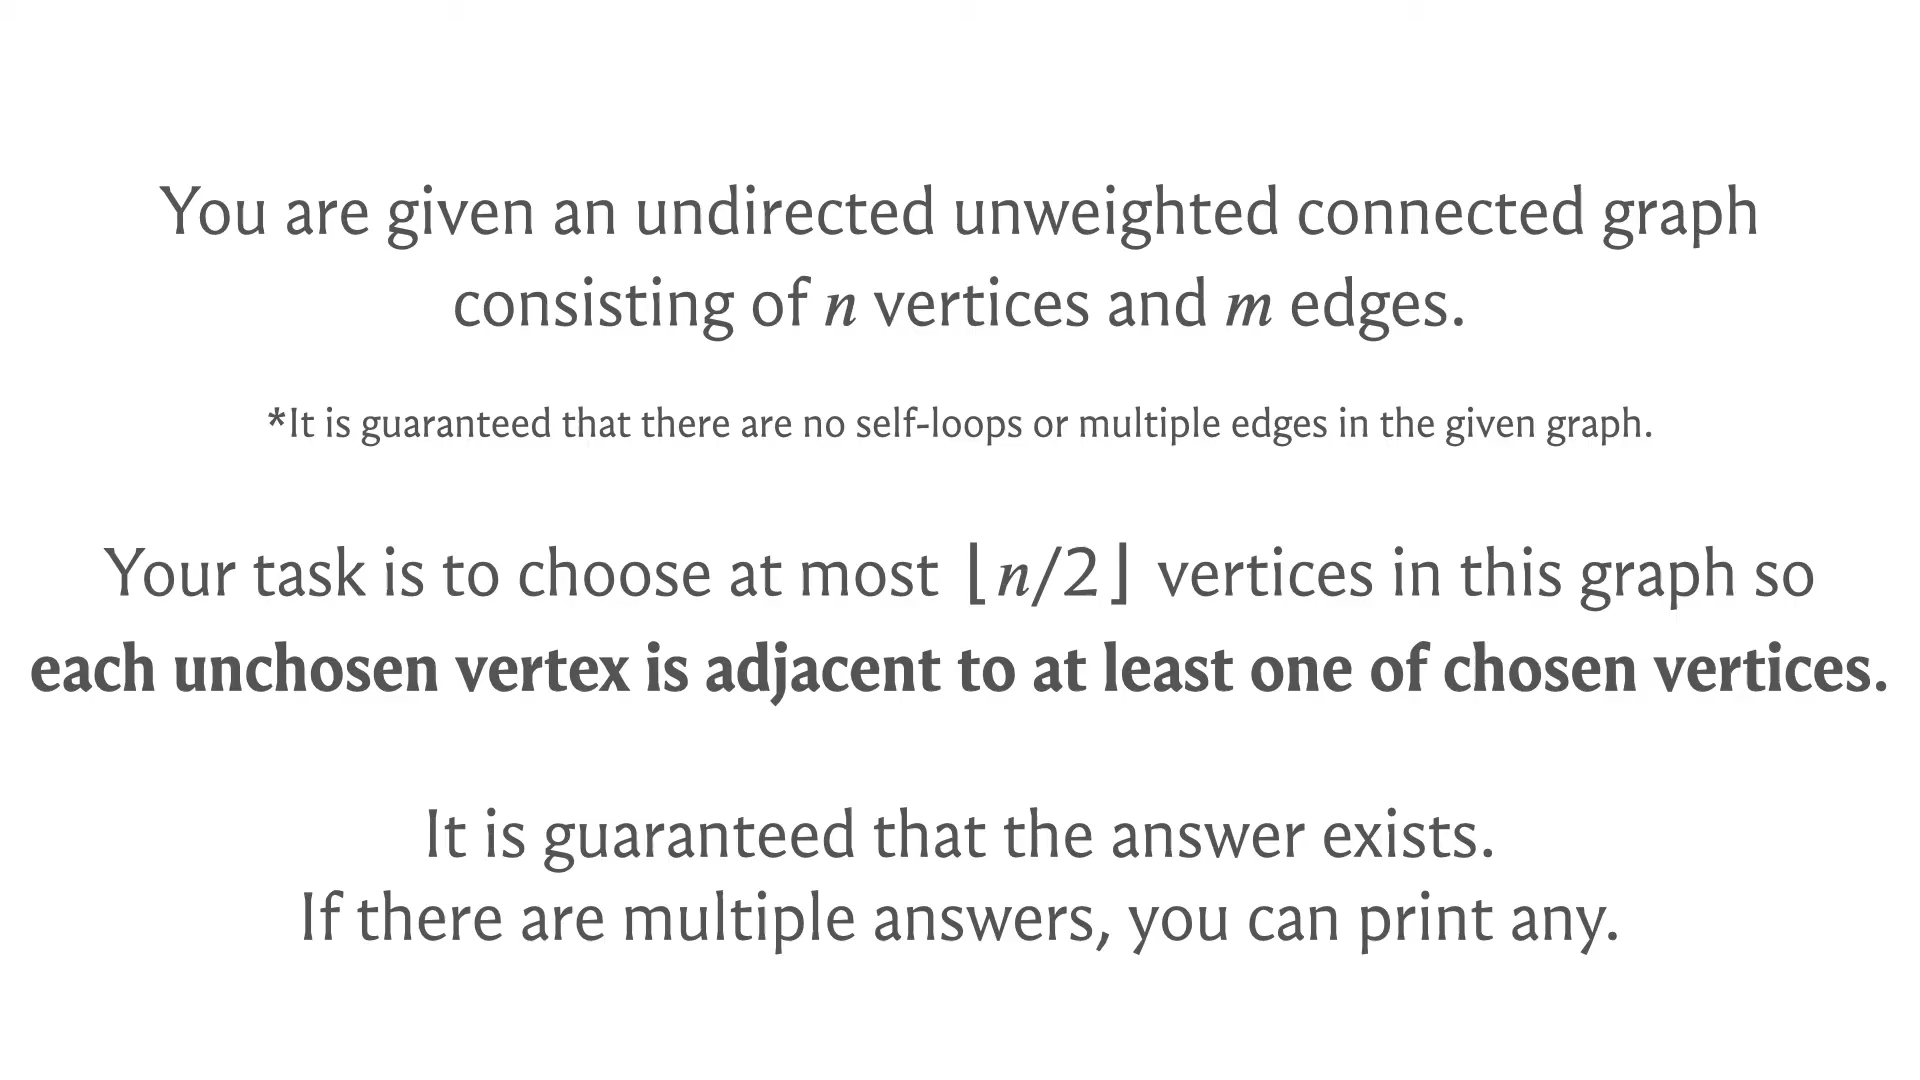 You are given an undirected unweighted connected graph
consisting of n vertices and m edges.
*It is guaranteed that there are no self-loops or multiple edges in the given graph.
Your task is to choose at most ⌊n/2⌋ vertices in this graph so
each unchosen vertex is adjacent to at least one of chosen vertices.
It is guaranteed that the answer exists.
If there are multiple answers, you can print any.